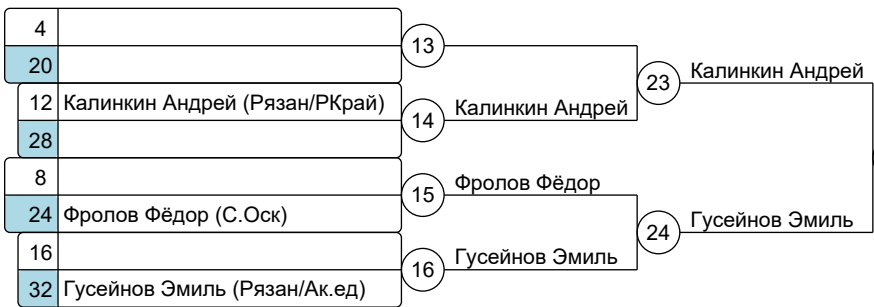 4
13
20
23 Калинкин Андрей
12 Калинкин Андрей (Рязан/РКрай)
14 Калинкин Андрей
28
8
15 Фролов Фёдор
24 Фролов Фёдор (С.Оск)
24 Гусейнов Эмиль
16
16 Гусейнов Эмиль
32 Гусейнов Эмиль (Рязан/Ак.ед)